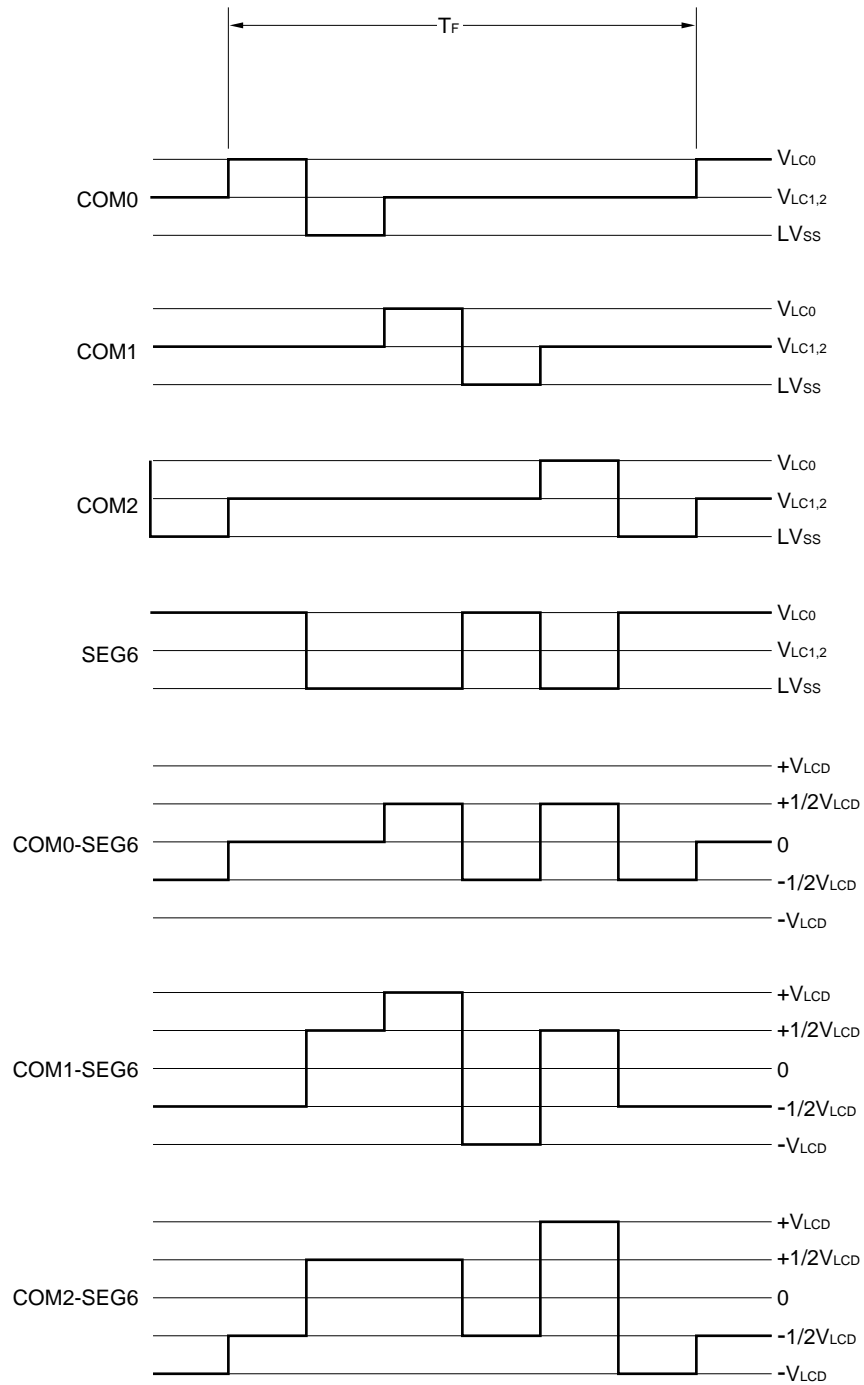 TF
VLC0
COM0
VLC1,2
LVSS
VLC0
COM1
VLC1,2
LVSS
VLC0
COM2
VLC1,2
LVSS
VLC0
SEG6
VLC1,2
LVSS
+VLCD
+1/2VLCD
COM0-SEG6
0
-1/2VLCD
-VLCD
+VLCD
+1/2VLCD
COM1-SEG6
0
-1/2VLCD
-VLCD
+VLCD
+1/2VLCD
COM2-SEG6
0
-1/2VLCD
-VLCD